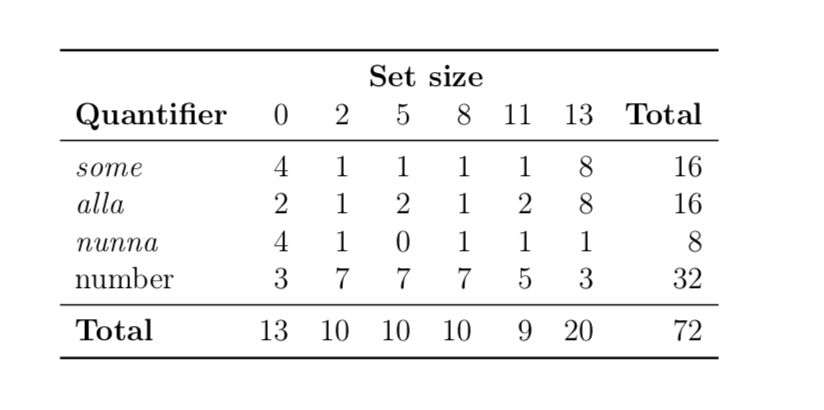 Set size
Quantifier 0 2 5 8 11 13 Total
some 4 1 1 1 1 8 16
alla 2 1 2 1 2 8 16
nunna 4 1 0 1 1 1 8
number 3 7 7 7 5 3 32
Total 13 10 10 10 9 20 72